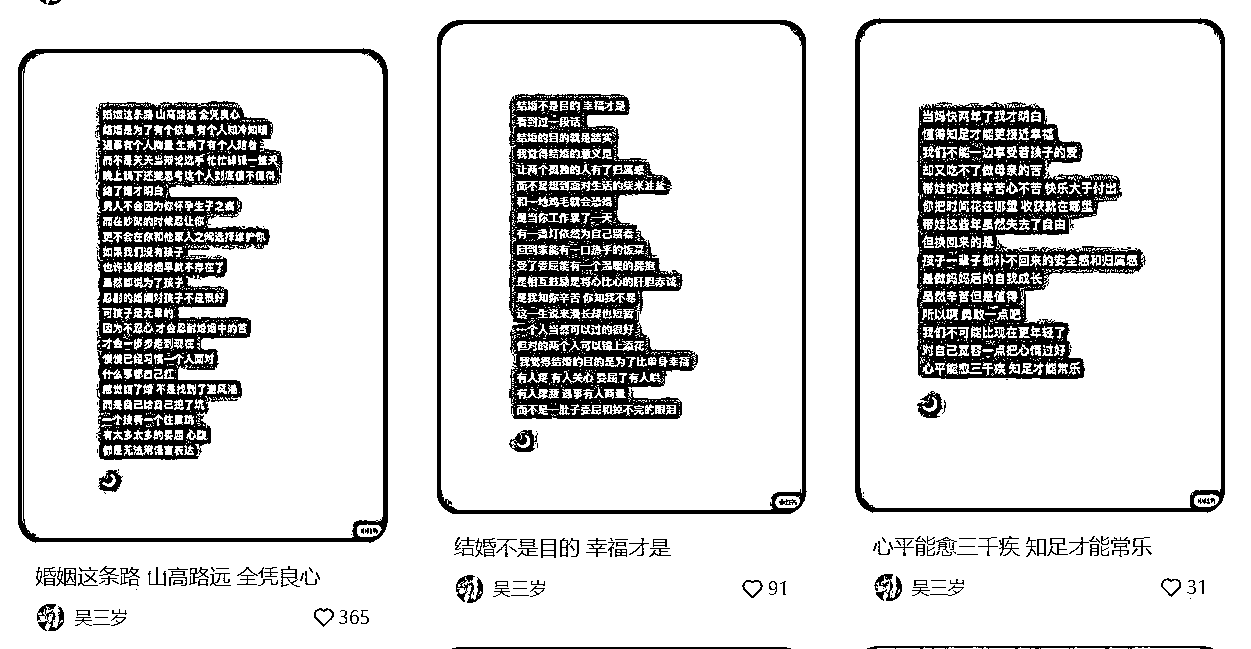 婚姻这条路 山高路远 全凭良心
结婚是为了有个依靠 有个人知冷知暖
遇事有个人商量 生病了有个人陪着
而不是天天当辩论选手 忙忙碌碌一整天
晚上躺下还要思考这个人到底值不值得
结了婚才明白
男人不会因为你怀孕生子之痛
而在吵架的时候忍让你
更不会在你和他家人之间选择维护你
如果我们没有孩子
也许这段婚姻早就不存在了
虽然都说为了孩子
忍耐的婚姻对孩子不是很好
可孩子是无辜的
因为不忍心 才会忍耐婚姻中的苦
才会一步步走到现在
慢慢已经习惯一个人面对
什么事都自己扛
感觉结了婚 不是找到了避风港
而是自己给自己挖了坑
一个接着一个往里跳
有太多太多的委屈 心酸
都是无法用语言表达
婚姻这条路 山高路远 全凭良心
吴三岁
365
结婚不是目的 幸福才是
看到过一段话
结婚的目的就是踏实
我觉得结婚的意义是
让两个孤独的人有了归属感
而不是想到面对生活的柴米油盐
和一地鸡毛就会恐婚
是当你工作累了一天
有一盏灯依然为自己留着
回到家能有一口热乎的饭菜
受了委屈能有一个温暖的拥抱
是相互鼓励是将心比心的肝胆赤诚
是我知你辛苦 你知我不易
这一生说来漫长却也短暂
一个人当然可以过的很好
但对的两个人可以锦上添花
我觉得结婚的目的是为了比单身幸福
有人疼 有人关心 委屈了有人哄
有人陪伴 遇事有人商量
而不是一肚子委屈和掉不完的眼泪
结婚不是目的 幸福才是
吴三岁
91
当妈快两年了我才明白
懂得知足才能更接近幸福
我们不能一边享受着孩子的爱
却又吃不了做母亲的苦
带娃的过程辛苦心不苦 快乐大于付出
你把时间花在哪里 收获就在哪里
带娃这些年虽然失去了自由
但换回来的是
孩子一辈子都补不回来的安全感和归属感
是做妈妈后的自我成长
虽然辛苦但是值得
所以啊 勇敢一点吧
我们不可能比现在更年轻了
对自己宽容一点把心情过好
心平能愈三千疾 知足才能常乐
心平能愈三千疾 知足才能常乐
吴三岁
31